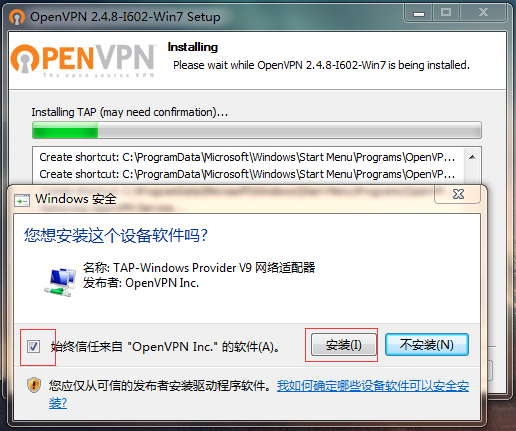 OpenVPN 2.4.8-I602-Win7 Setup
OPENVPN
The open source VPN
Installing
Please wait while OpenVPN 2.4.8-I602-Win7 is being installed.
Installing TAP (may need confirmation)...
Create shortcut: C:\ProgramData\Microsoft\Windows\Start Menu\Programs\OpenVP...
Create shortcut: C:\ProgramData\Microsoft\Windows\Start Menu\Programs\OpenVP...
Windows 安全
您想安装这个设备软件吗?
名称: TAP-Windows Provider V9 网络适配器
发布者: OpenVPN Inc.
始终信任来自 "OpenVPN Inc." 的软件(A)。
安装(I)
不安装(N)
您应仅从可信的发布者安装驱动程序软件。我如何确定哪些设备软件可以安全安
装?